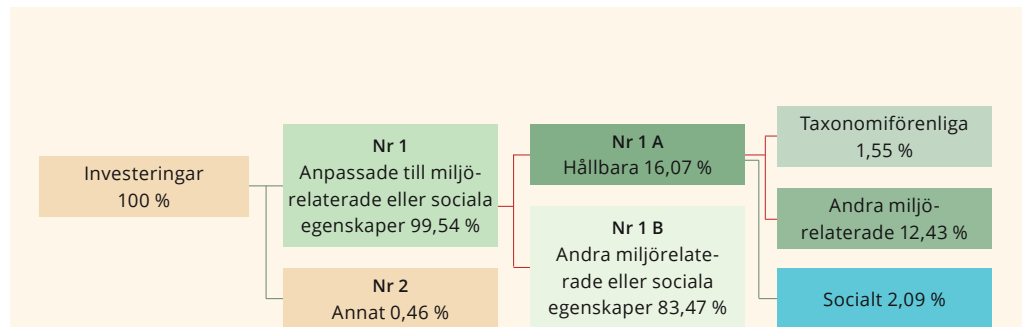 Investeringar
100 %
Nr 1
Anpassade till miljö-
relaterade eller sociala
egenskaper 99,54 %
Nr 2
Annat 0,46 %
Nr 1 A
Hållbara 16,07 %
Nr 1 B
Andra miljörelate-
rade eller sociala
egenskaper 83,47 %
Taxonomiförenliga
1,55 %
Andra miljö-
relaterade 12,43 %
Socialt 2,09 %